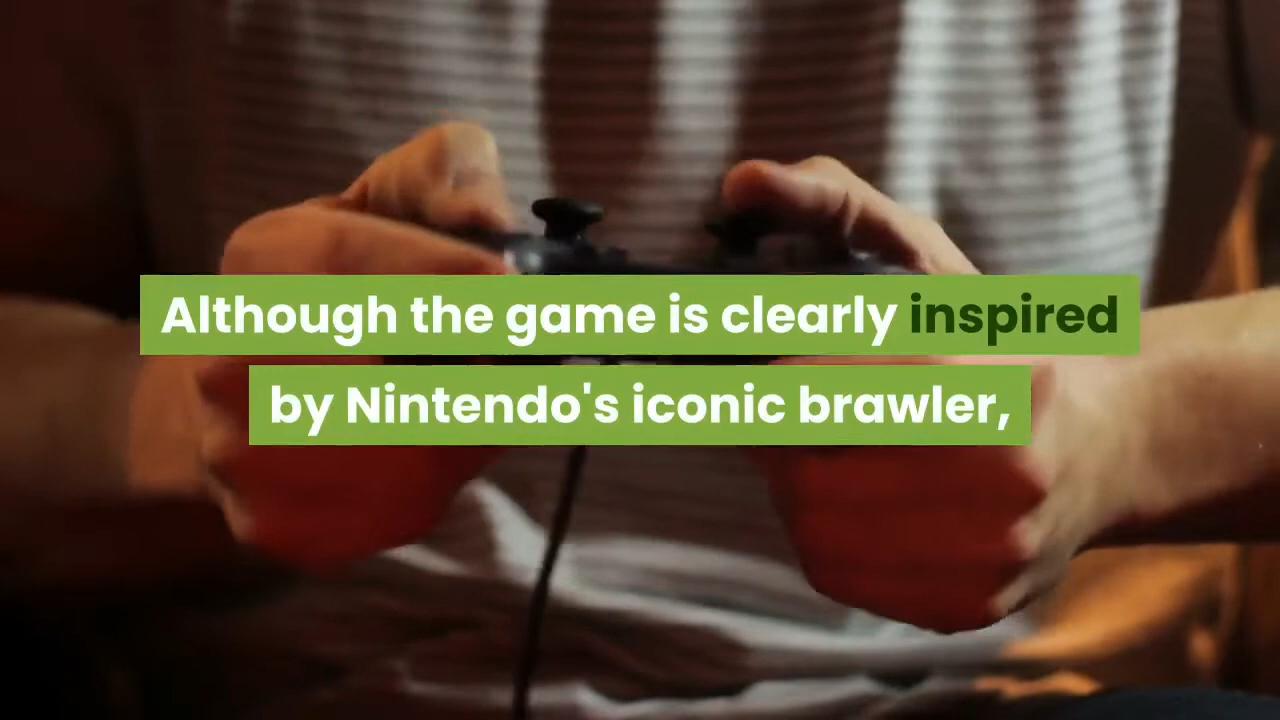 Although the game is clearly inspired
by Nintendo's iconic brawler,